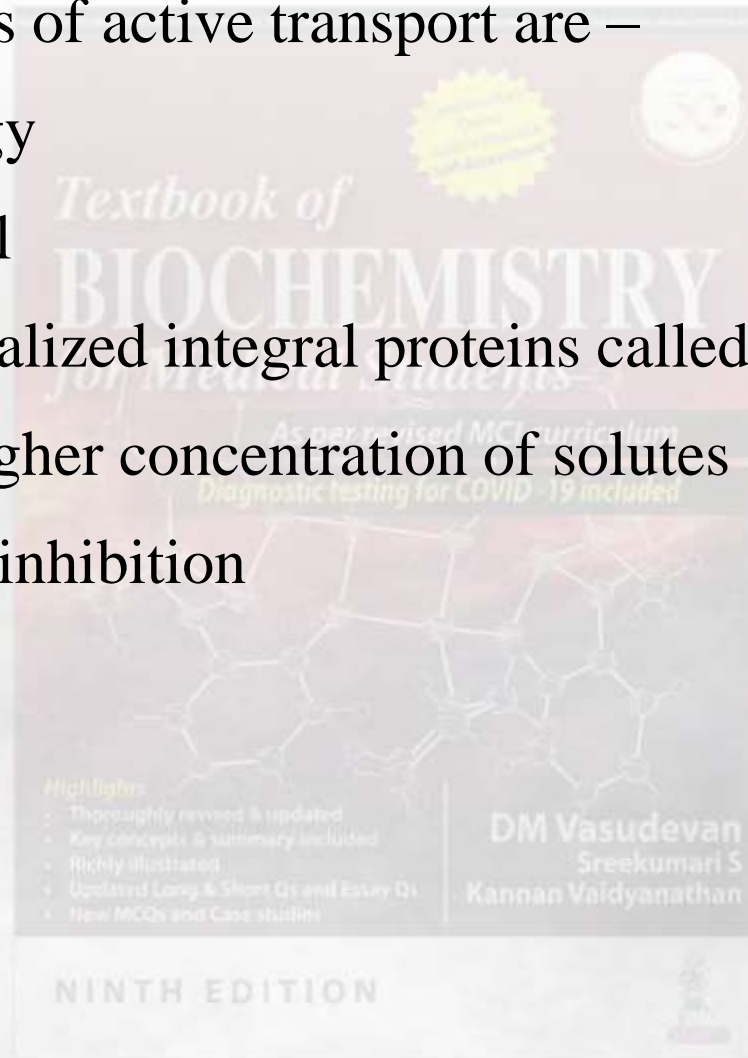 s of active transport are –
gy
l
alized integral proteins called
gher concentration of solutes
inhibition
Textbook of
BIOCHEMISTRY
for Medical Students
As per revised MCI curriculum
Diagnostic testing for COVID -19 included
Highlights
• Thoroughly revised & updated
• Key concepts & summary included
• Richly illustrated
• Updated Long & Short Qs and Essay Qs
• New MCQs and Case studies
DM Vasudevan
Sreekumari S
Kannan Vaidyanathan
NINTH EDITION